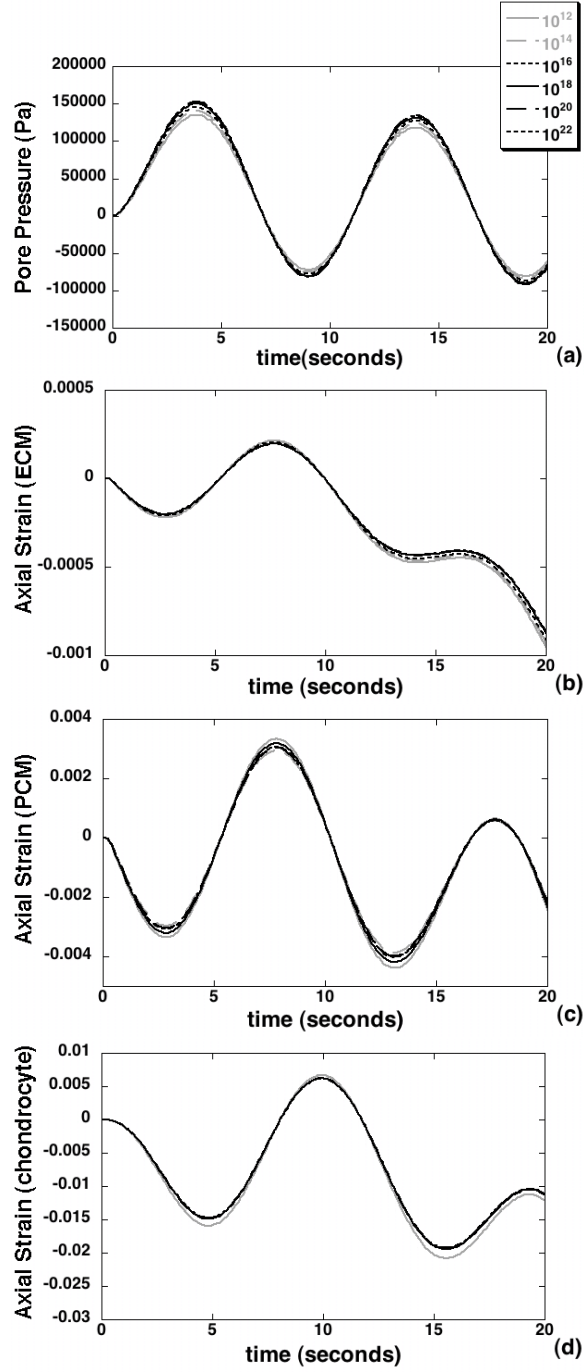 10¹²
10¹⁴
10¹⁶
10¹⁸
10²⁰
10²²
200000
150000
100000
50000
0
-50000
-100000
-150000
Pore Pressure (Pa)
0 5 10 15 20
time(seconds)
(a)
0.0005
0
-0.0005
-0.001
Axial Strain (ECM)
0 5 10 15 20
time (seconds)
(b)
0.004
0.002
0
-0.002
-0.004
Axial Strain (PCM)
0 5 10 15 20
time (seconds)
(c)
0.01
0.005
0
-0.005
-0.01
-0.015
-0.02
-0.025
-0.03
Axial Strain (chondrocyte)
0 5 10 15 20
time (seconds)
(d)